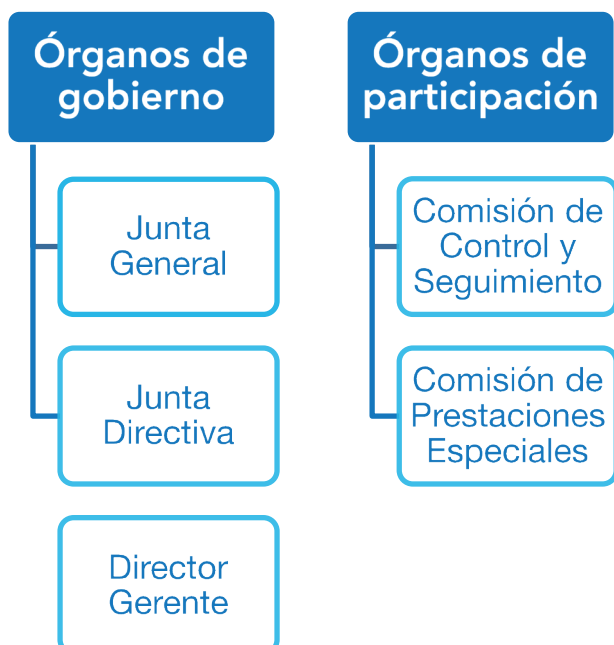 Órganos de
gobierno
Junta
General
Junta
Directiva
Director
Gerente
Órganos de
participación
Comisión de
Control y
Seguimiento
Comisión de
Prestaciones
Especiales